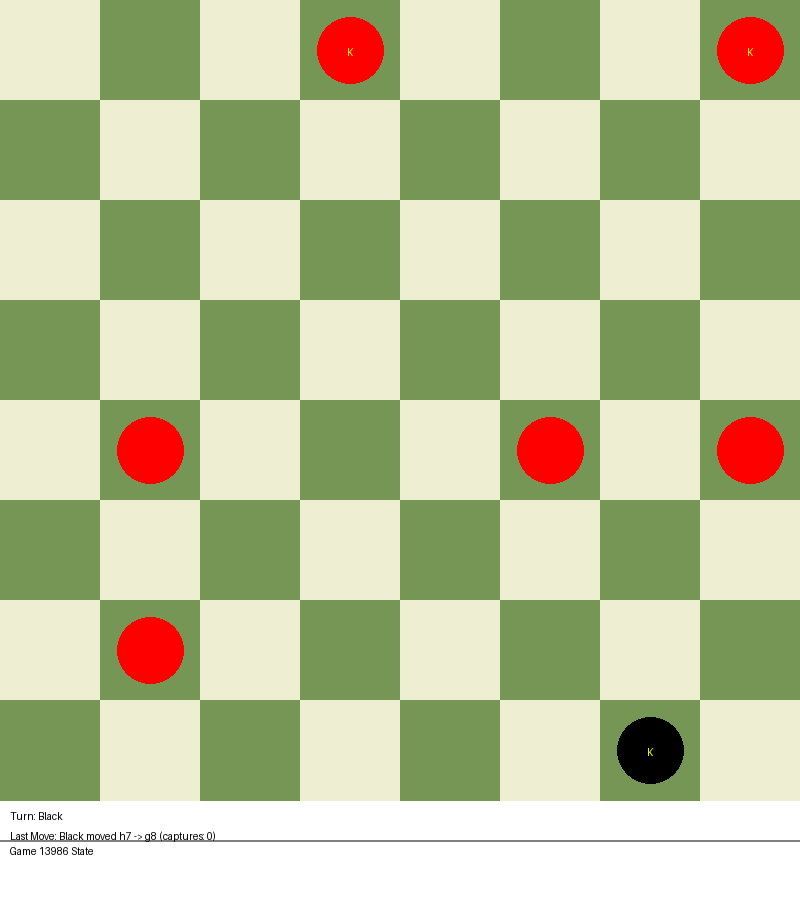 K
K
K
Turn: Black
Last Move: Black moved h7 -> g8 (captures: 0)
Game 13986 State